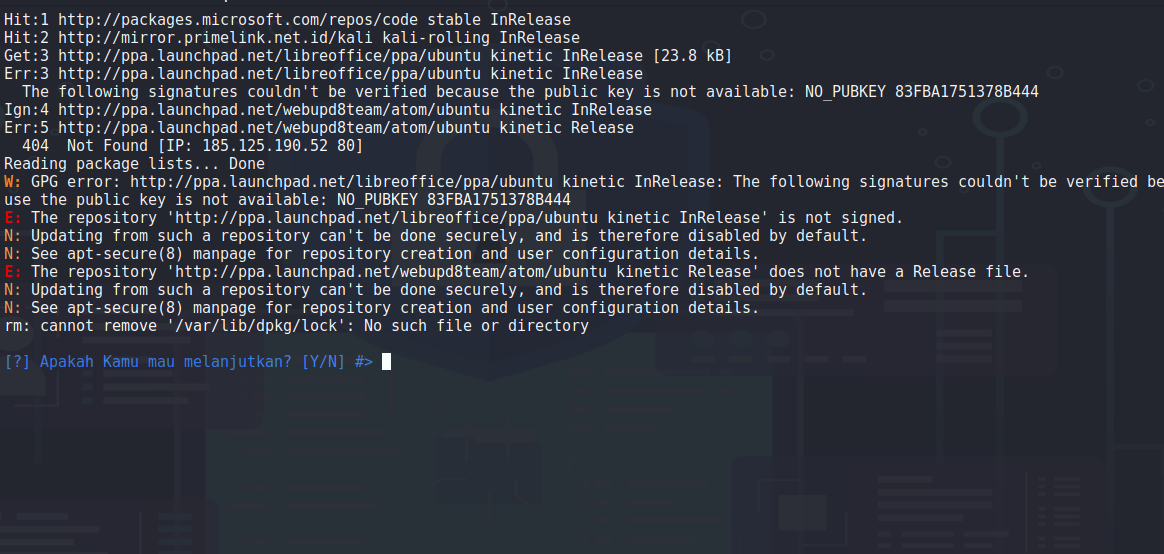 Hit:1 http://packages.microsoft.com/repos/code stable InRelease
Hit:2 http://mirror.primelink.net.id/kali kali-rolling InRelease
Get:3 http://ppa.launchpad.net/libreoffice/ppa/ubuntu kinetic InRelease [23.8 kB]
Err:3 http://ppa.launchpad.net/libreoffice/ppa/ubuntu kinetic InRelease
  The following signatures couldn't be verified because the public key is not available: NO_PUBKEY 83FBA1751378B444
Ign:4 http://ppa.launchpad.net/webupd8team/atom/ubuntu kinetic InRelease
Err:5 http://ppa.launchpad.net/webupd8team/atom/ubuntu kinetic Release
  404  Not Found [IP: 185.125.190.52 80]
Reading package lists... Done
W: GPG error: http://ppa.launchpad.net/libreoffice/ppa/ubuntu kinetic InRelease: The following signatures couldn't be verified be
use the public key is not available: NO_PUBKEY 83FBA1751378B444
E: The repository 'http://ppa.launchpad.net/libreoffice/ppa/ubuntu kinetic InRelease' is not signed.
N: Updating from such a repository can't be done securely, and is therefore disabled by default.
N: See apt-secure(8) manpage for repository creation and user configuration details.
E: The repository 'http://ppa.launchpad.net/webupd8team/atom/ubuntu kinetic Release' does not have a Release file.
N: Updating from such a repository can't be done securely, and is therefore disabled by default.
N: See apt-secure(8) manpage for repository creation and user configuration details.
rm: cannot remove '/var/lib/dpkg/lock': No such file or directory
[?] Apakah Kamu mau melanjutkan? [Y/N] #>